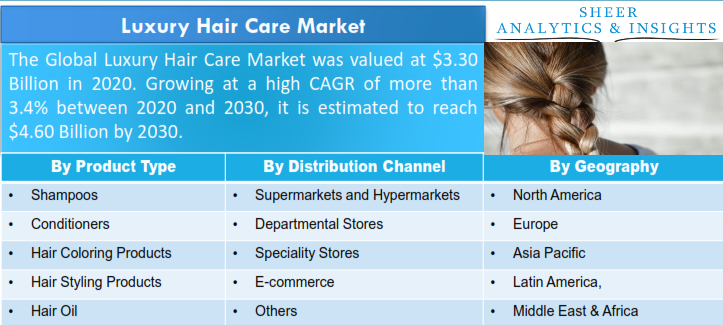 Luxury Hair Care Market
SHEER
ANALYTICS & INSIGHTS
The Global Luxury Hair Care Market was valued at $3.30
Billion in 2020. Growing at a high CAGR of more than
3.4% between 2020 and 2030, it is estimated to reach
$4.60 Billion by 2030.
By Product Type By Distribution Channel By Geography
• Shampoos • Supermarkets and Hypermarkets • North America
• Conditioners • Departmental Stores • Europe
• Hair Coloring Products • Speciality Stores • Asia Pacific
• Hair Styling Products • E-commerce • Latin America,
• Hair Oil • Others • Middle East & Africa